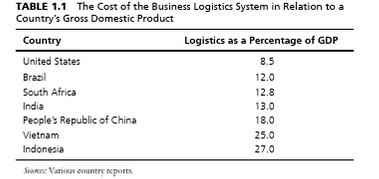 TABLE 1.1 The Cost of the Business Logistics System in Relation to a
Country's Gross Domestic Product
Country Logistics as a Percentage of GDP
United States 8.5
Brazil 12.0
South Africa 12.8
India 13.0
People's Republic of China 18.0
Vietnam 25.0
Indonesia 27.0
Source: Various country reports.